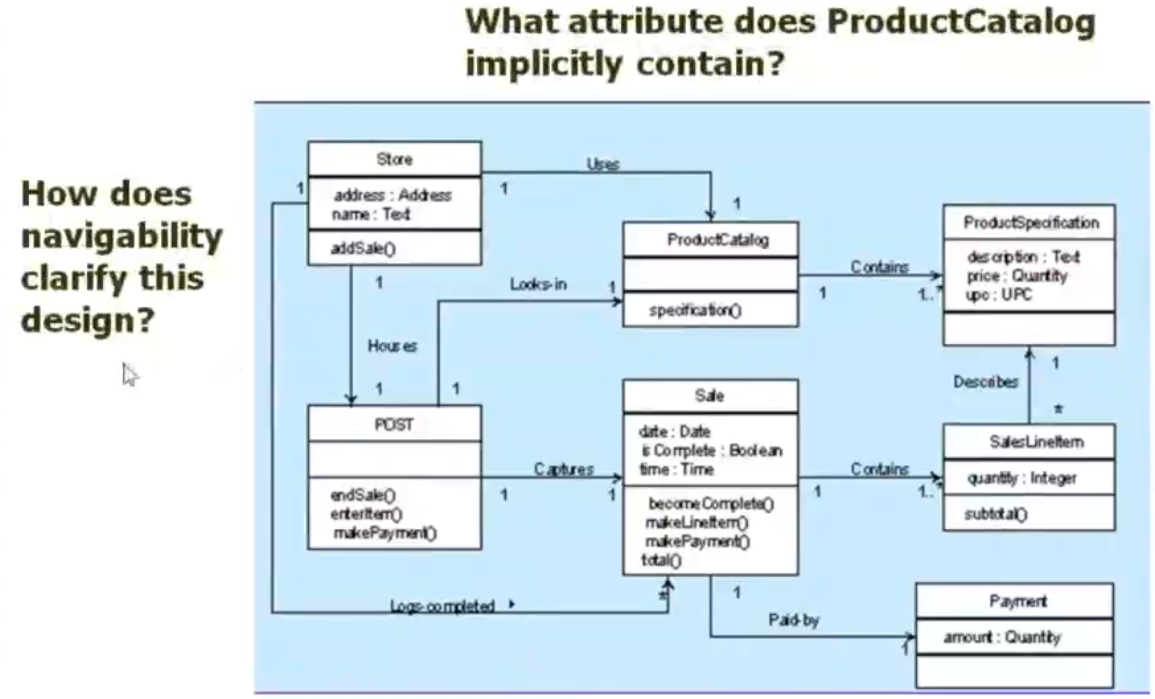 What attribute does ProductCatalog
implicitly contain?
How does
navigability
clarify this
design?
Store
address : Address
name : Text
addSale()
1
Uses
1
1
1
Houses
1
Looks-in
1
1
ProductCatalog
specification()
Contains
1
1..*
ProductSpecification
description : Text
price : Quantity
upc : UPC
1
Describes
*
POST
endSale()
enterItem()
makePayment()
Captures
1
1
Sale
date : Date
isComplete : Boolean
time : Time
becomeComplete()
makeLineItem()
makePayment()
total()
Contains
1
1..*
SalesLineItem
quantity : Integer
subtotal()
Logs-completed
*
1
Paid-by
1
Payment
amount : Quantity